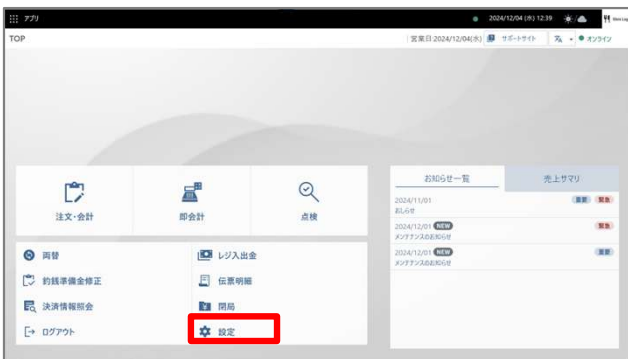 アプリ
2024/12/04 (水) 12:39
TOP
営業日:2024/12/04(水)
サポートサイト
オンライン
注文・会計
即会計
点検
両替
レジ入出金
釣銭準備金修正
伝票明細
決済情報照会
閉局
ログアウト
設定
お知らせ一覧
売上サマリ
2024/11/01
重要 緊急
おしらせ
2024/12/01 NEW
緊急
メンテナンスのお知らせ
2024/12/01 NEW
重要
メンテナンスのお知らせ